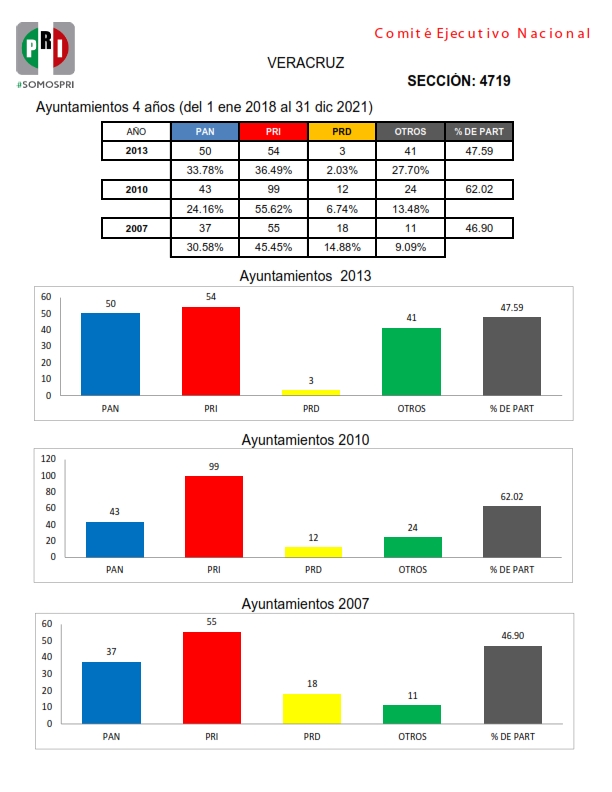 Comité Ejecutivo Nacional
PRI
#SOMOSPRI
VERACRUZ
SECCIÓN: 4719
Ayuntamientos 4 años (del 1 ene 2018 al 31 dic 2021)
AÑO PAN PRI PRD OTROS % DE PART
2013 50 54 3 41 47.59
33.78% 36.49% 2.03% 27.70%
2010 43 99 12 24 62.02
24.16% 55.62% 6.74% 13.48%
2007 37 55 18 11 46.90
30.58% 45.45% 14.88% 9.09%
Ayuntamientos 2013
60
50
40
30
20
10
0
50 54 3 41 47.59
PAN PRI PRD OTROS % DE PART
Ayuntamientos 2010
120
100
80
60
40
20
0
43 99 12 24 62.02
PAN PRI PRD OTROS % DE PART
Ayuntamientos 2007
60
50
40
30
20
10
0
37 55 18 11 46.90
PAN PRI PRD OTROS % DE PART